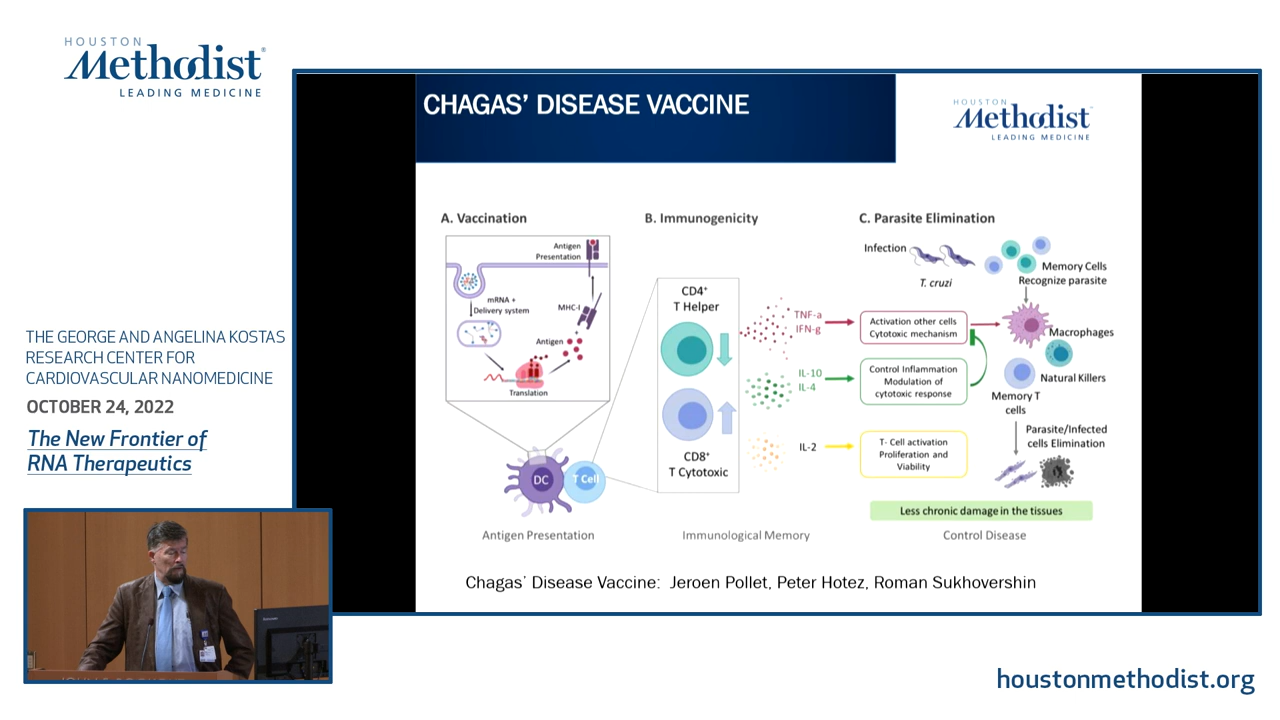 HOUSTON
Methodist
LEADING MEDICINE
THE GEORGE AND ANGELINA KOSTAS
RESEARCH CENTER FOR
CARDIOVASCULAR NANOMEDICINE
OCTOBER 24, 2022
The New Frontier of
RNA Therapeutics
CHAGAS’ DISEASE VACCINE
HOUSTON
Methodist
LEADING MEDICINE
A. Vaccination
Antigen
Presentation
mRNA +
Delivery system
MHC-I
Antigen
Translation
DC
T Cell
Antigen Presentation
B. Immunogenicity
CD4+
T Helper
CD8+
T Cytotoxic
TNF-a
IFN-g
IL-10
IL-4
IL-2
Immunological Memory
C. Parasite Elimination
Infection
T. cruzi
Memory Cells
Recognize parasite
Activation other cells
Cytotoxic mechanism
Macrophages
Control Inflammation
Modulation of
cytotoxic response
Natural Killers
Memory T
cells
T- Cell activation
Proliferation and
Viability
Parasite/Infected
cells Elimination
Less chronic damage in the tissues
Control Disease
Chagas’ Disease Vaccine: Jeroen Pollet, Peter Hotez, Roman Sukhovershin
houstonmethodist.org